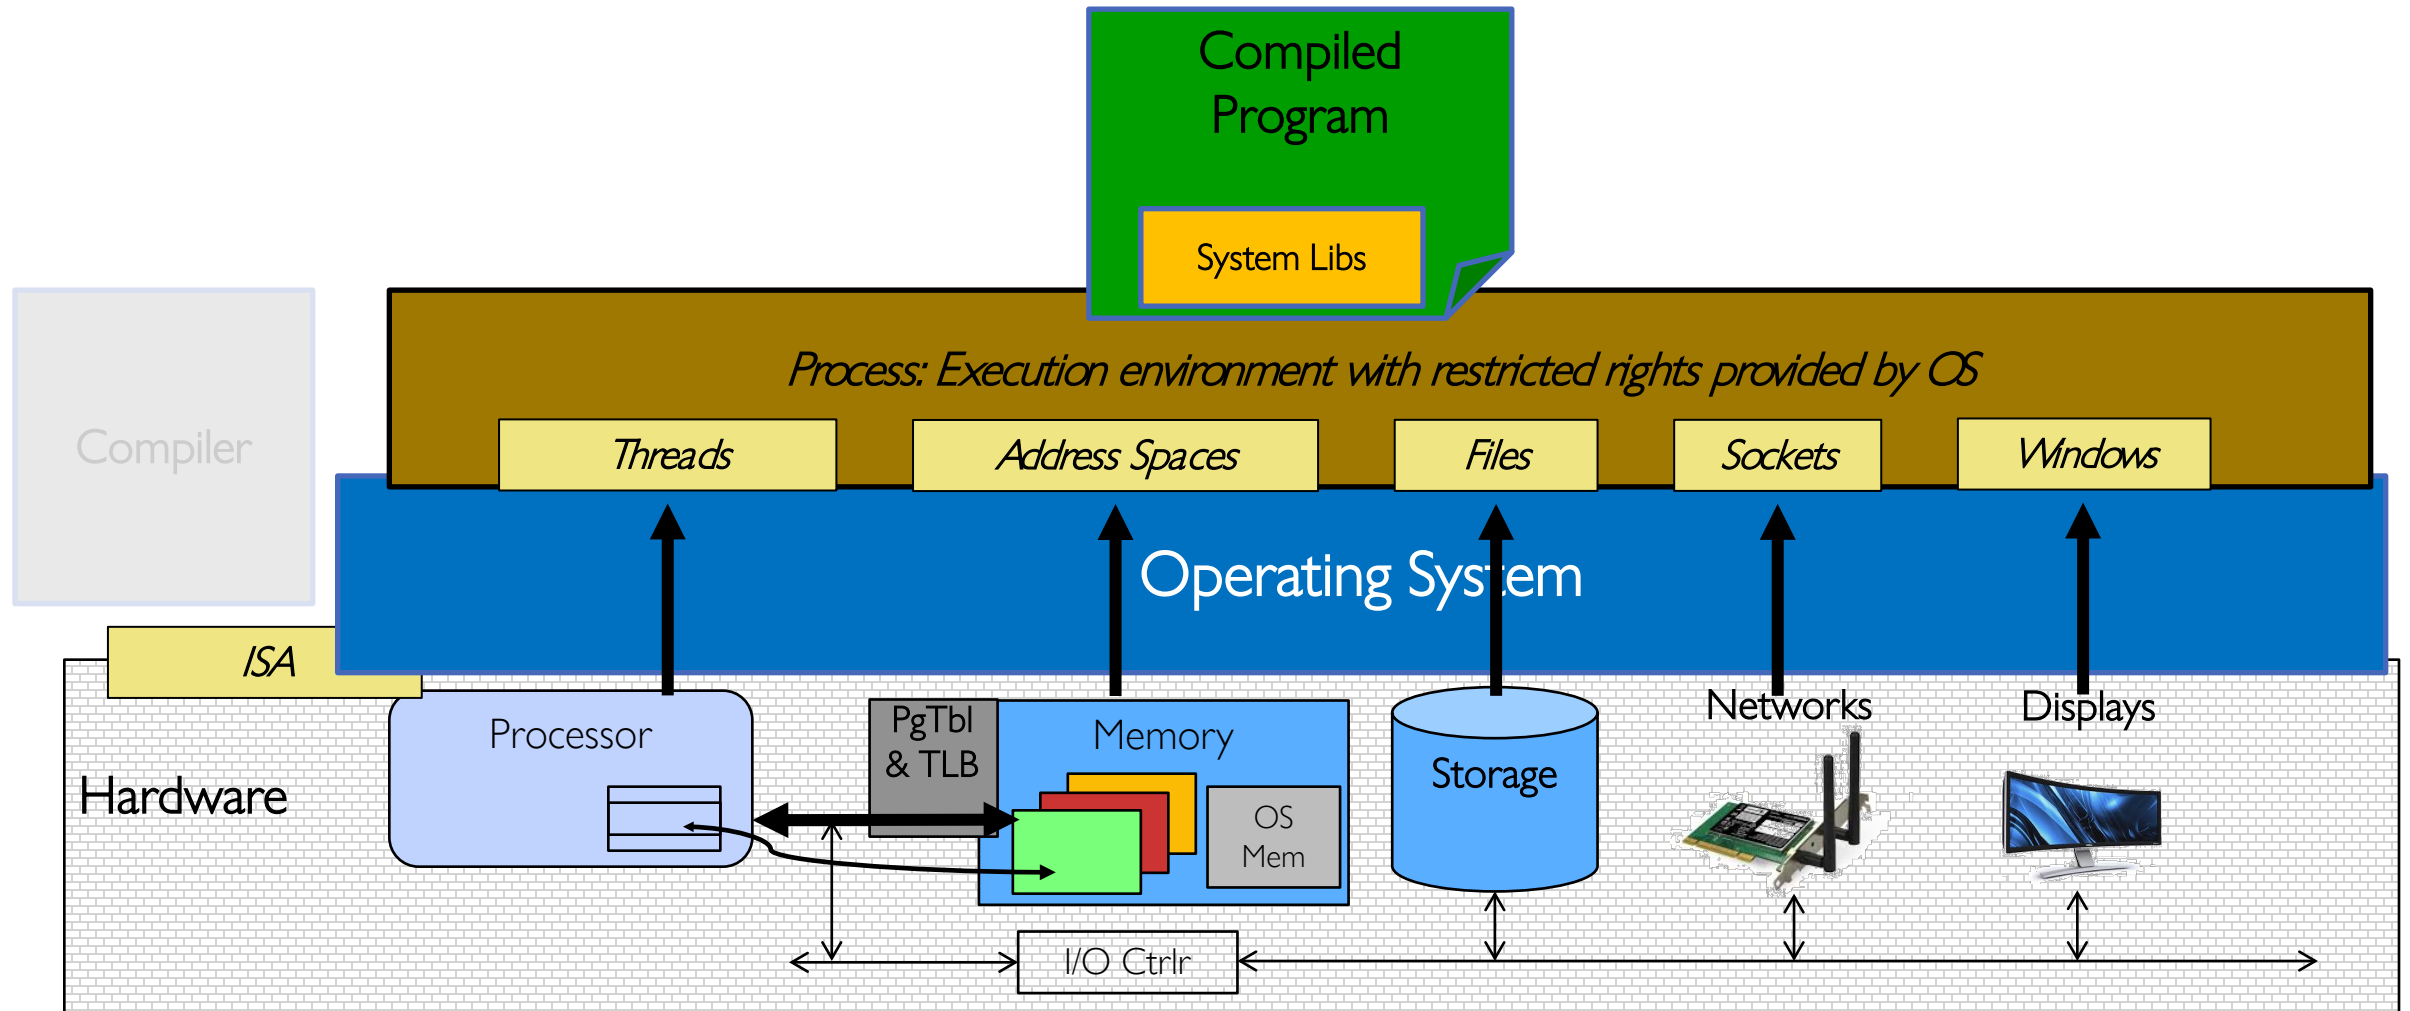 Compiled
Program
System Libs
Process: Execution environment with restricted rights provided by OS
Compiler
Threads
Address Spaces
Files
Sockets
Windows
Operating System
ISA
Hardware
Processor
PgTbl
& TLB
Memory
OS
Mem
Storage
Networks
Displays
I/O Ctrlr